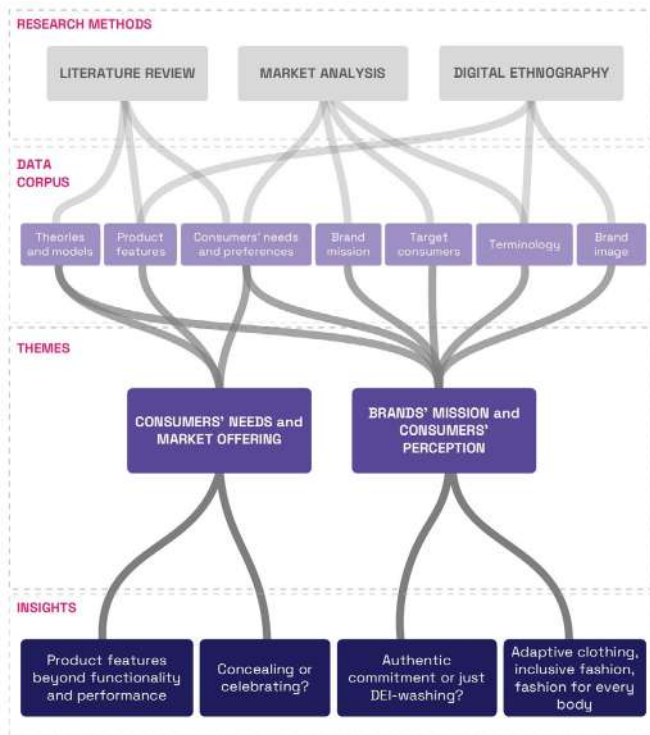 RESEARCH METHODS
LITERATURE REVIEW
MARKET ANALYSIS
DIGITAL ETHNOGRAPHY
DATA
CORPUS
Theories
and models
Product
features
Consumers' needs
and preferences
Brand
mission
Target
consumers
Terminology
Brand
image
THEMES
CONSUMERS' NEEDS and
MARKET OFFERING
BRANDS' MISSION and
CONSUMERS'
PERCEPTION
INSIGHTS
Product features
beyond functionality
and performance
Concealing or
celebrating?
Authentic
commitment or just
DEI-washing?
Adaptive clothing,
inclusive fashion,
fashion for every
body